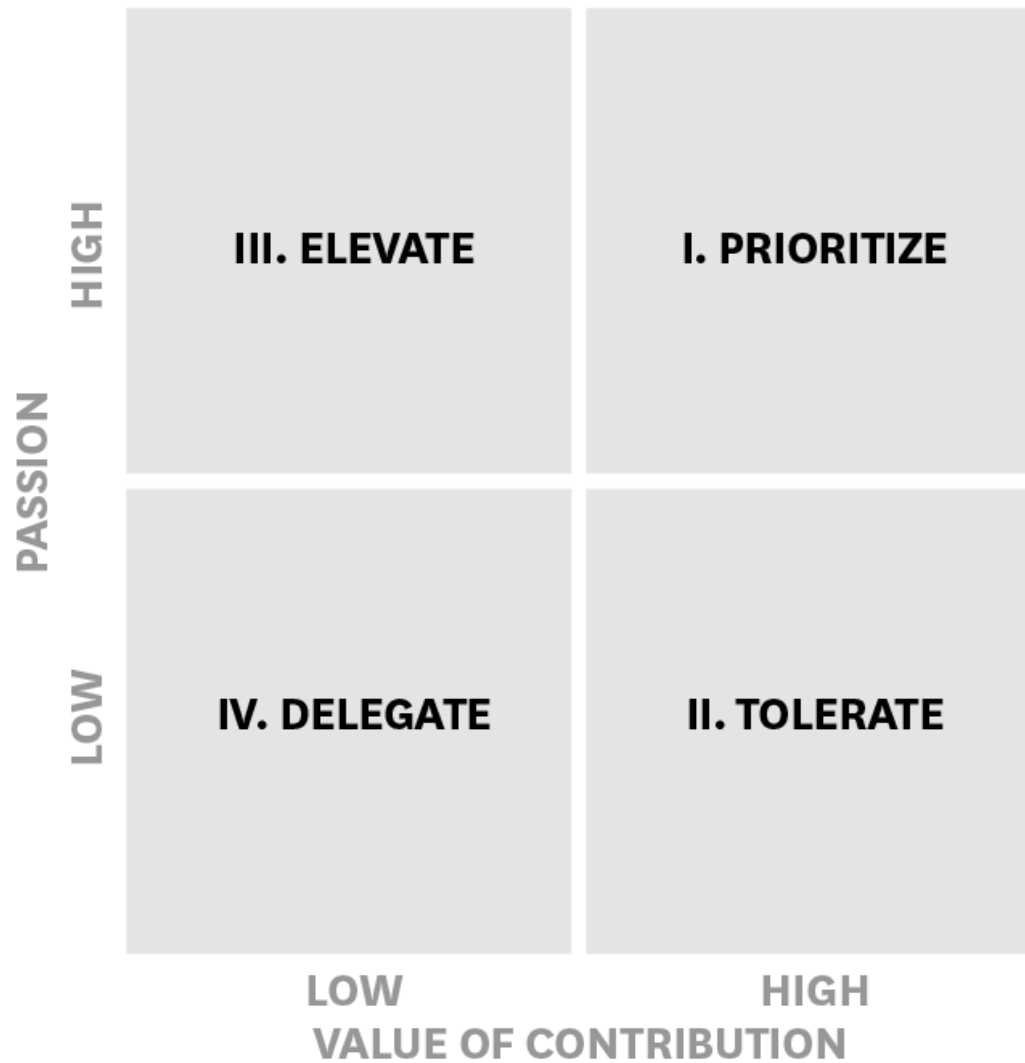 HIGH
III. ELEVATE
I. PRIORITIZE
PASSION
LOW
IV. DELEGATE
II. TOLERATE
LOW
HIGH
VALUE OF CONTRIBUTION